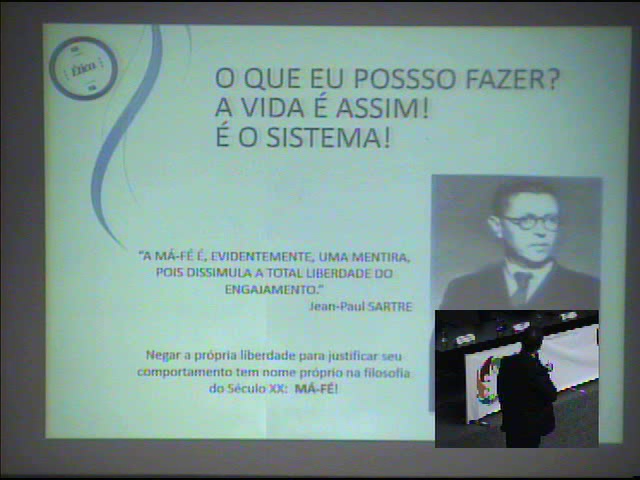 Ética
O QUE EU POSSSO FAZER?
A VIDA É ASSIM!
É O SISTEMA!
"A MÁ-FÉ É, EVIDENTEMENTE, UMA MENTIRA,
POIS DISSIMULA A TOTAL LIBERDADE DO
ENGAJAMENTO."
Jean-Paul SARTRE
Negar a própria liberdade para justificar seu
comportamento tem nome próprio na filosofia
do Século XX: MÁ-FÉ!